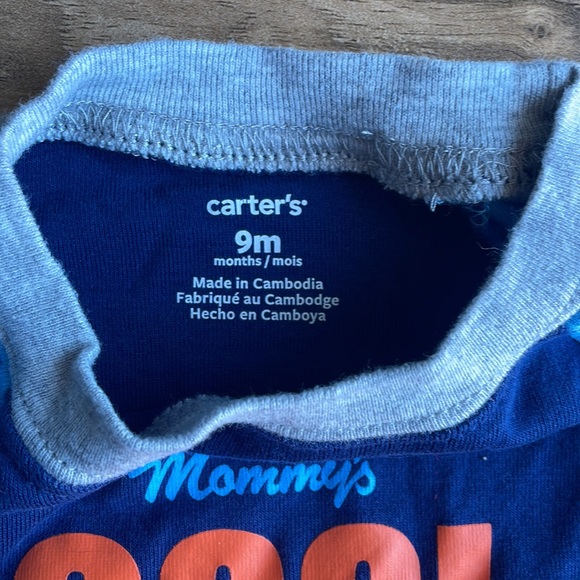 carter's
9m
months / mois
Made in Cambodia
Fabriqué au Cambodge
Hecho en Camboya
Mommy's